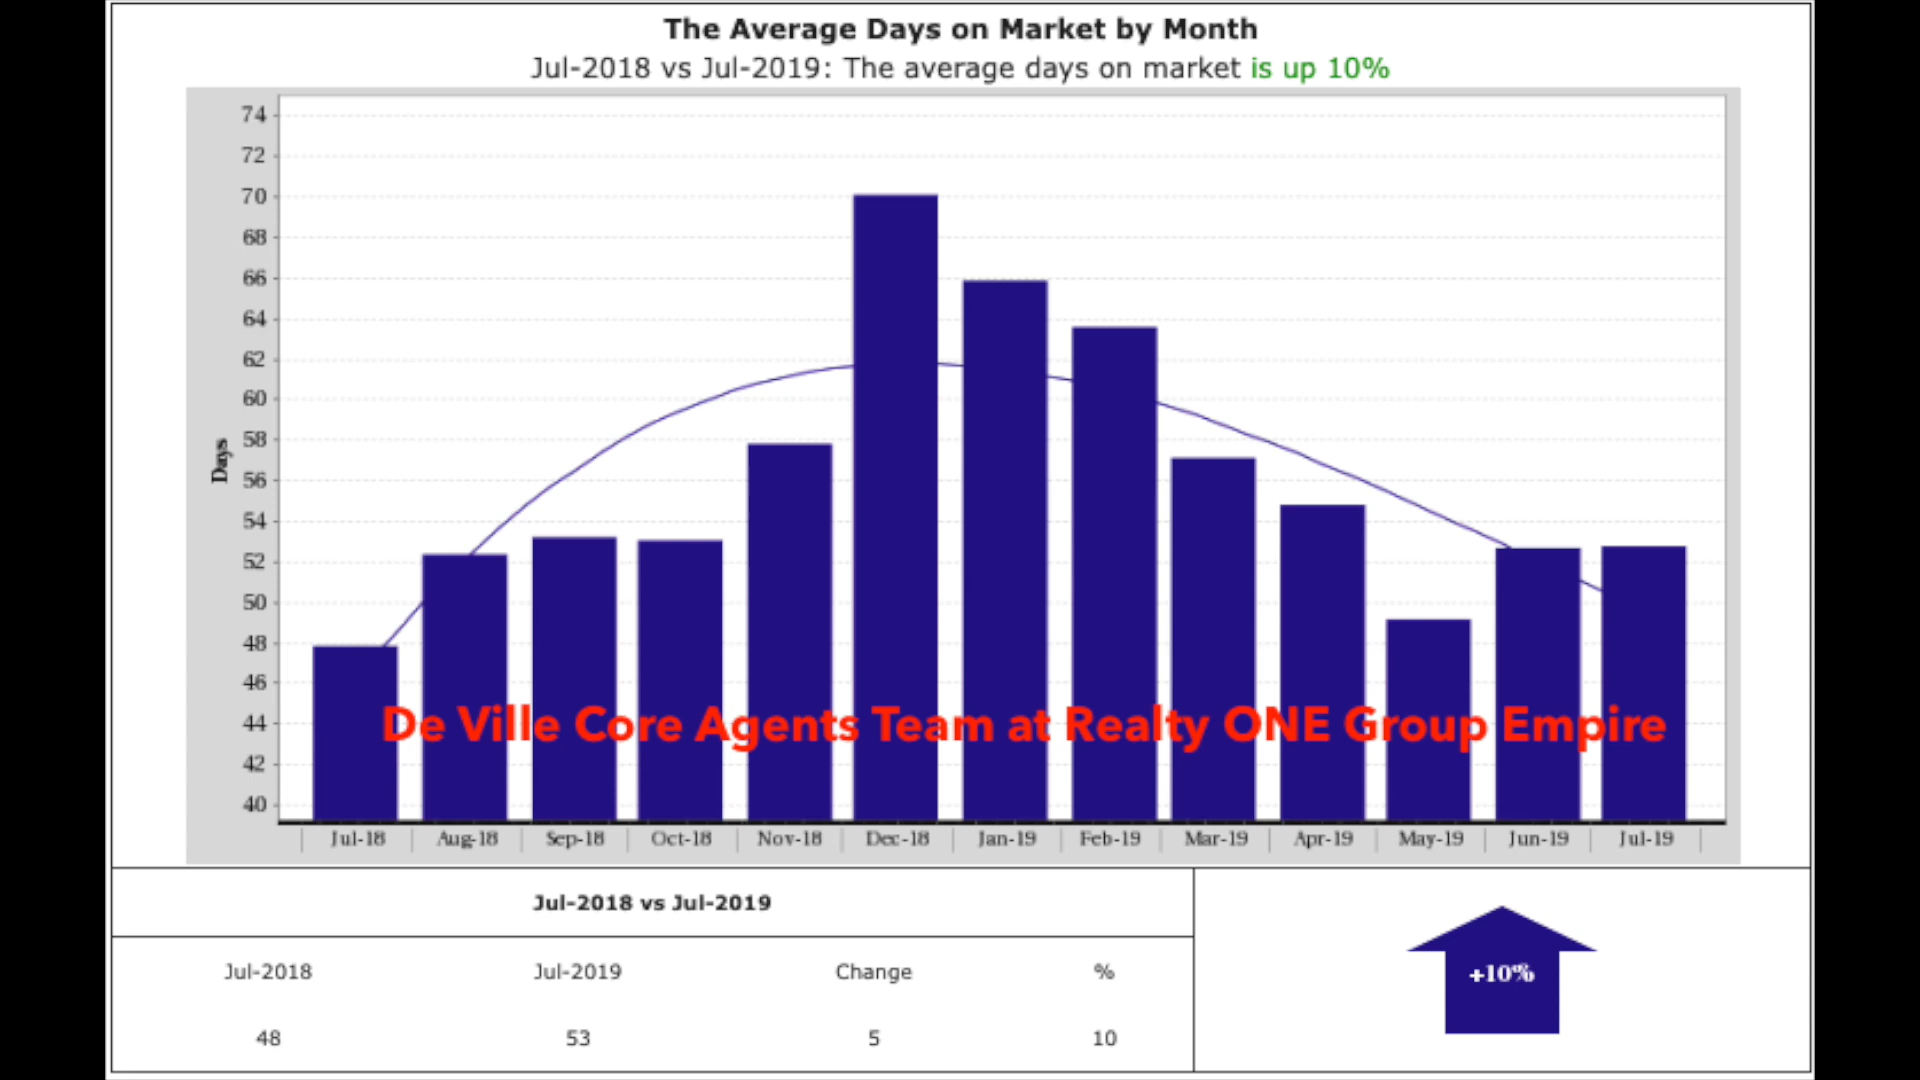 The Average Days on Market by Month
Jul-2018 vs Jul-2019: The average days on market is up 10%
74
72
70
68
66
64
62
60
58
56
54
52
50
48
46
44
42
40
Days
De Ville Core Agents Team at Realty ONE Group Empire
Jul-18 Aug-18 Sep-18 Oct-18 Nov-18 Dec-18 Jan-19 Feb-19 Mar-19 Apr-19 May-19 Jun-19 Jul-19
Jul-2018 vs Jul-2019
Jul-2018 Jul-2019 Change %
48 53 5 10
+10%